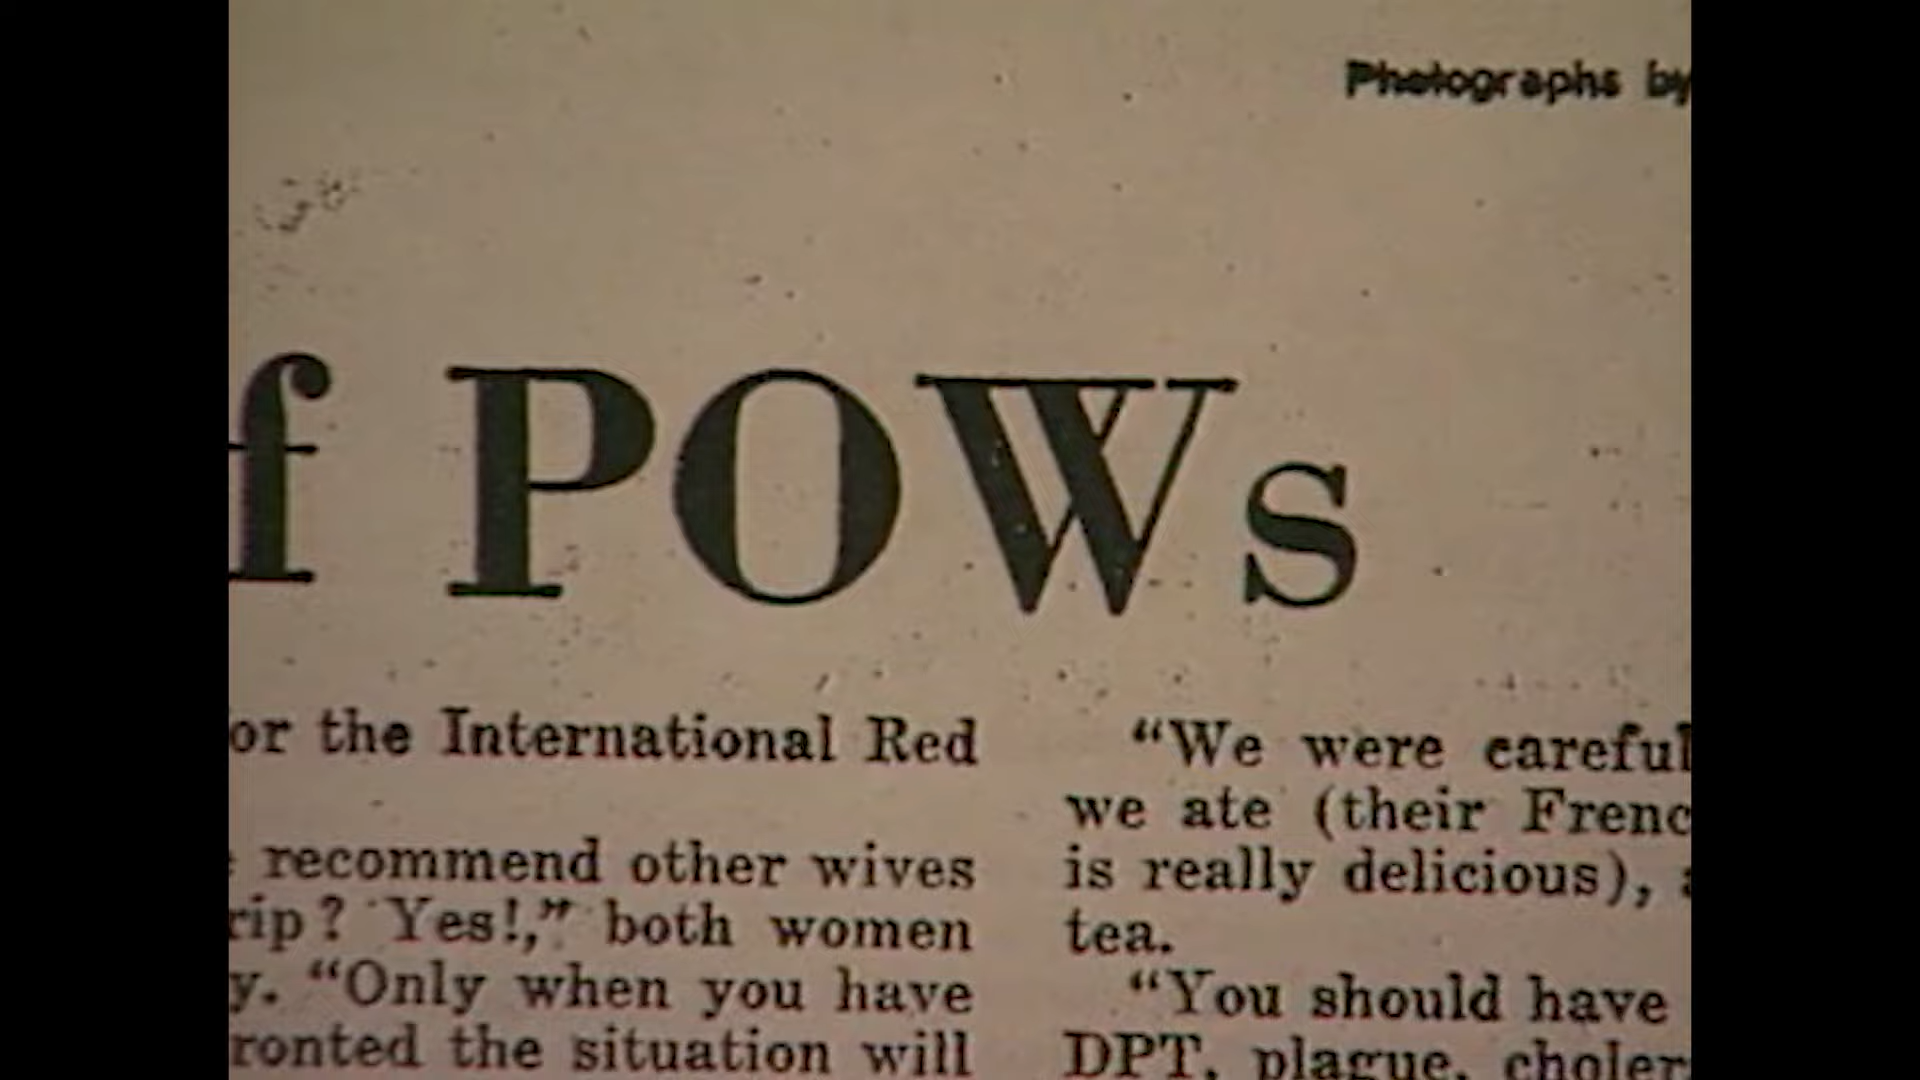 Photographs by
f POWs
or the International Red
recommend other wives
rip? Yes!," both women
y. "Only when you have
ronted the situation will
"We were careful
we ate (their Frenc
is really delicious),
tea.
"You should have
DPT, plague, choler